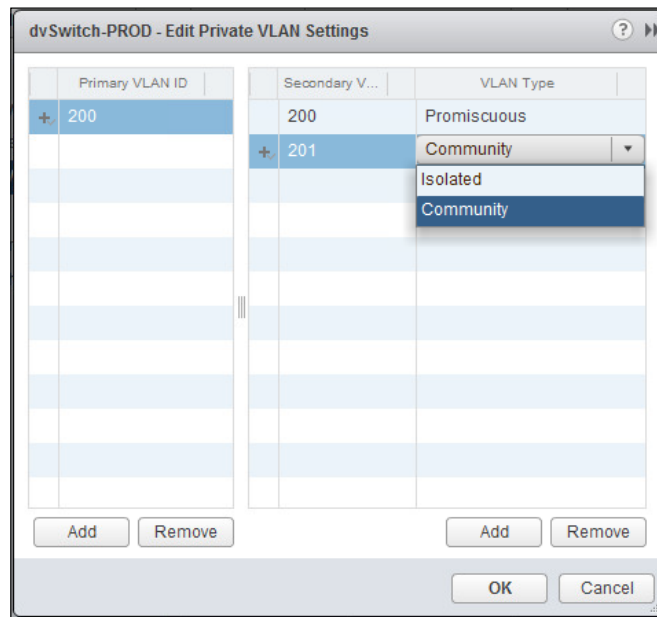 dvSwitch-PROD - Edit Private VLAN Settings
Primary VLAN ID
Secondary V... VLAN Type
200
200 Promiscuous
201 Community
Isolated
Community
Add Remove
Add Remove
OK Cancel